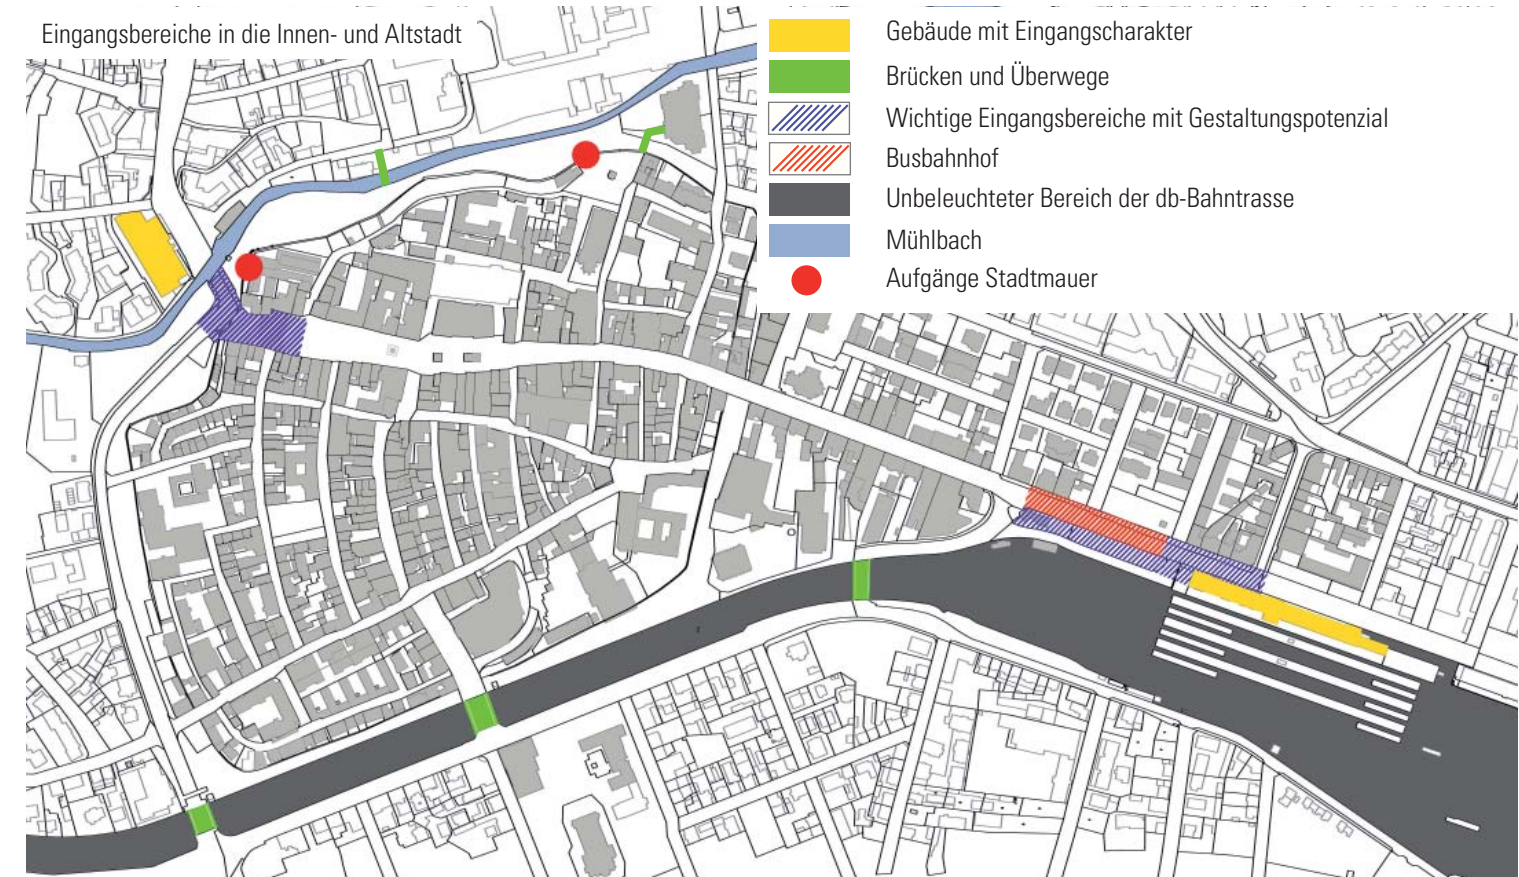 Eingangsbereiche in die Innen- und Altstadt
Gebäude mit Eingangscharakter
Brücken und Überwege
Wichtige Eingangsbereiche mit Gestaltungspotenzial
Busbahnhof
Unbeleuchteter Bereich der db-Bahntrasse
Mühlbach
Aufgänge Stadtmauer